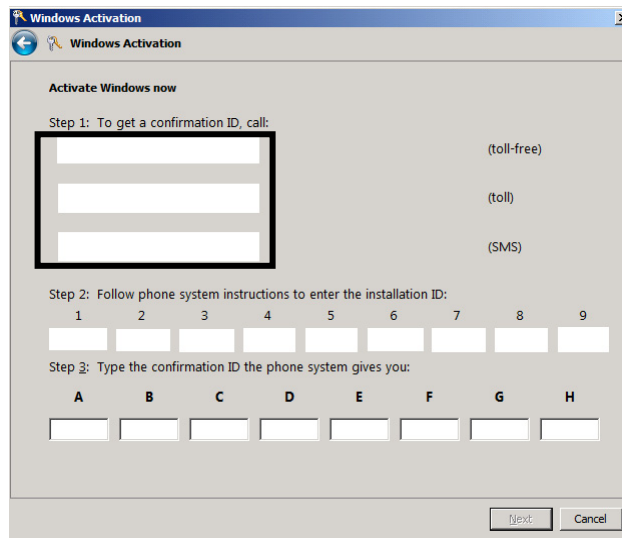 Windows Activation
Windows Activation
Activate Windows now
Step 1: To get a confirmation ID, call:
(toll-free)
(toll)
(SMS)
Step 2: Follow phone system instructions to enter the installation ID:
1 2 3 4 5 6 7 8 9
Step 3: Type the confirmation ID the phone system gives you:
A B C D E F G H
Next Cancel